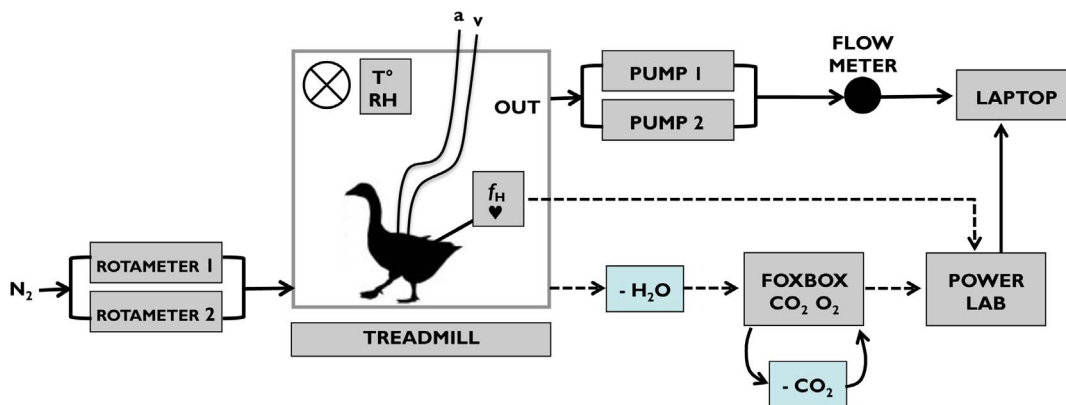 a v
FLOW
METER
T°
RH
OUT
PUMP 1
PUMP 2
LAPTOP
fH
♥
N₂
ROTAMETER 1
ROTAMETER 2
- H₂O
FOXBOX
CO₂ O₂
POWER
LAB
TREADMILL
- CO₂